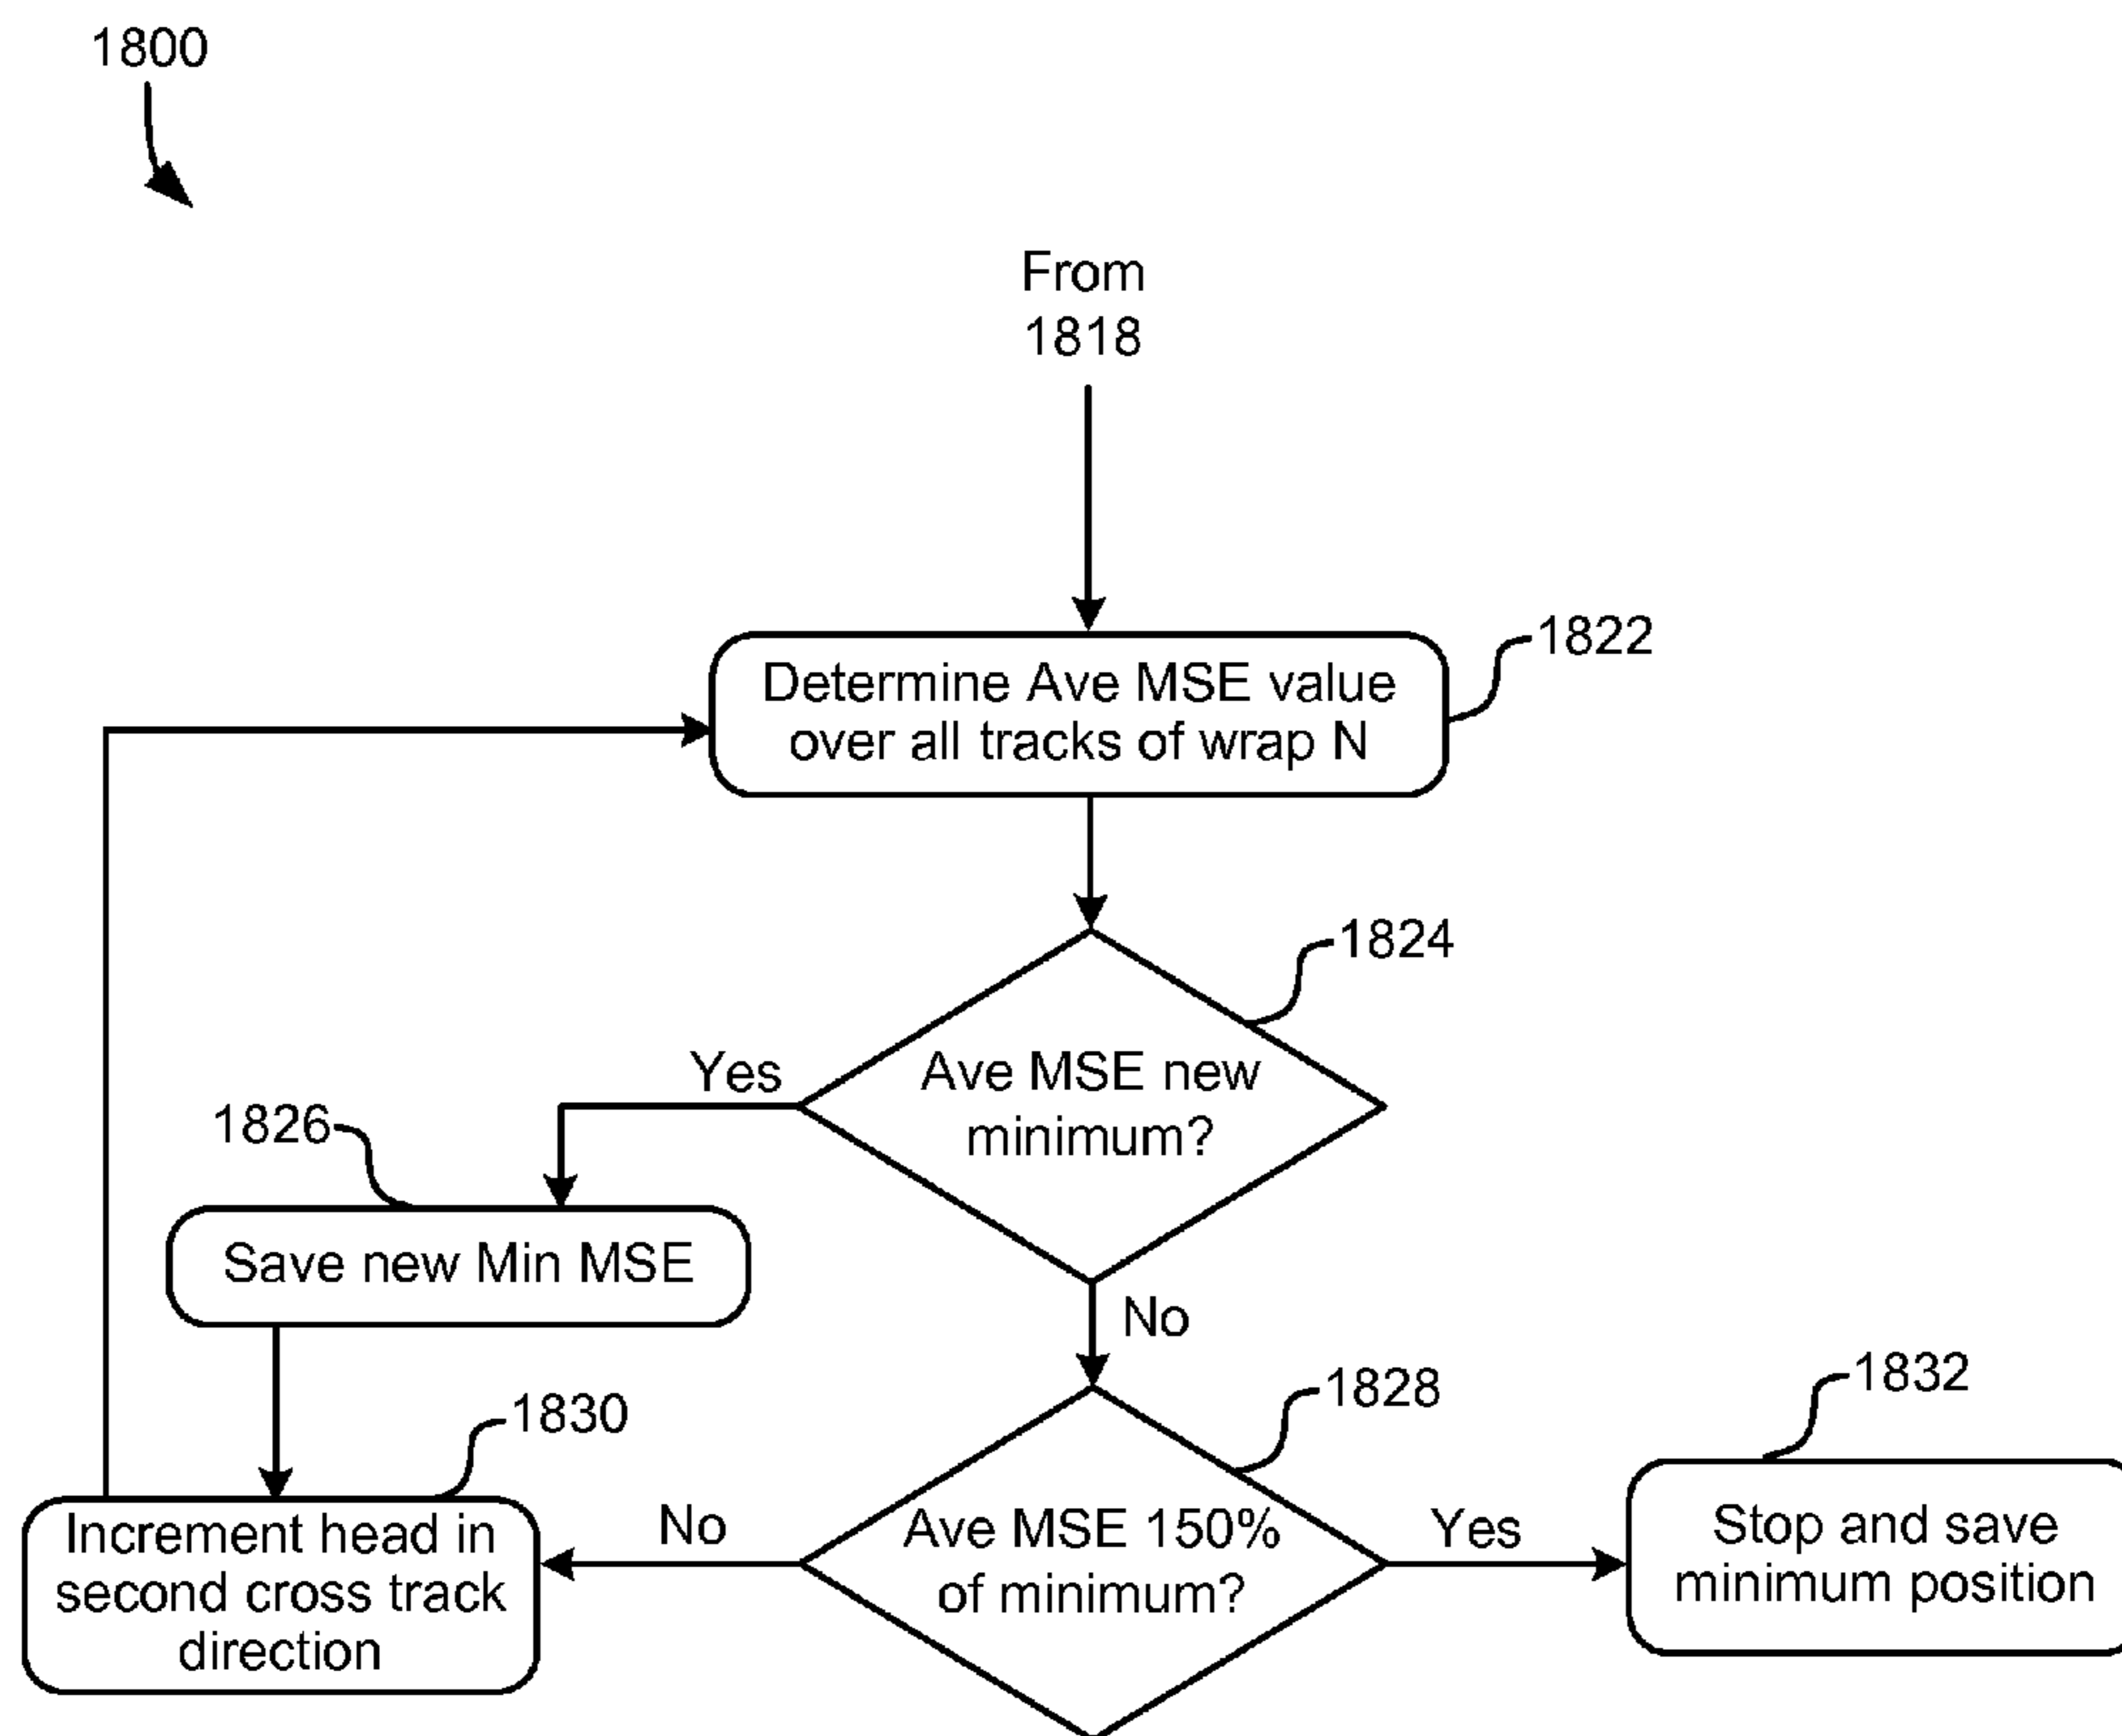 1800
From
1818
Determine Ave MSE value
over all tracks of wrap N
1822
1824
Ave MSE new
minimum?
Yes
1826
Save new Min MSE
No
1828
1832
1830
Increment head in
second cross track
direction
No
Ave MSE 150%
of minimum?
Yes
Stop and save
minimum position